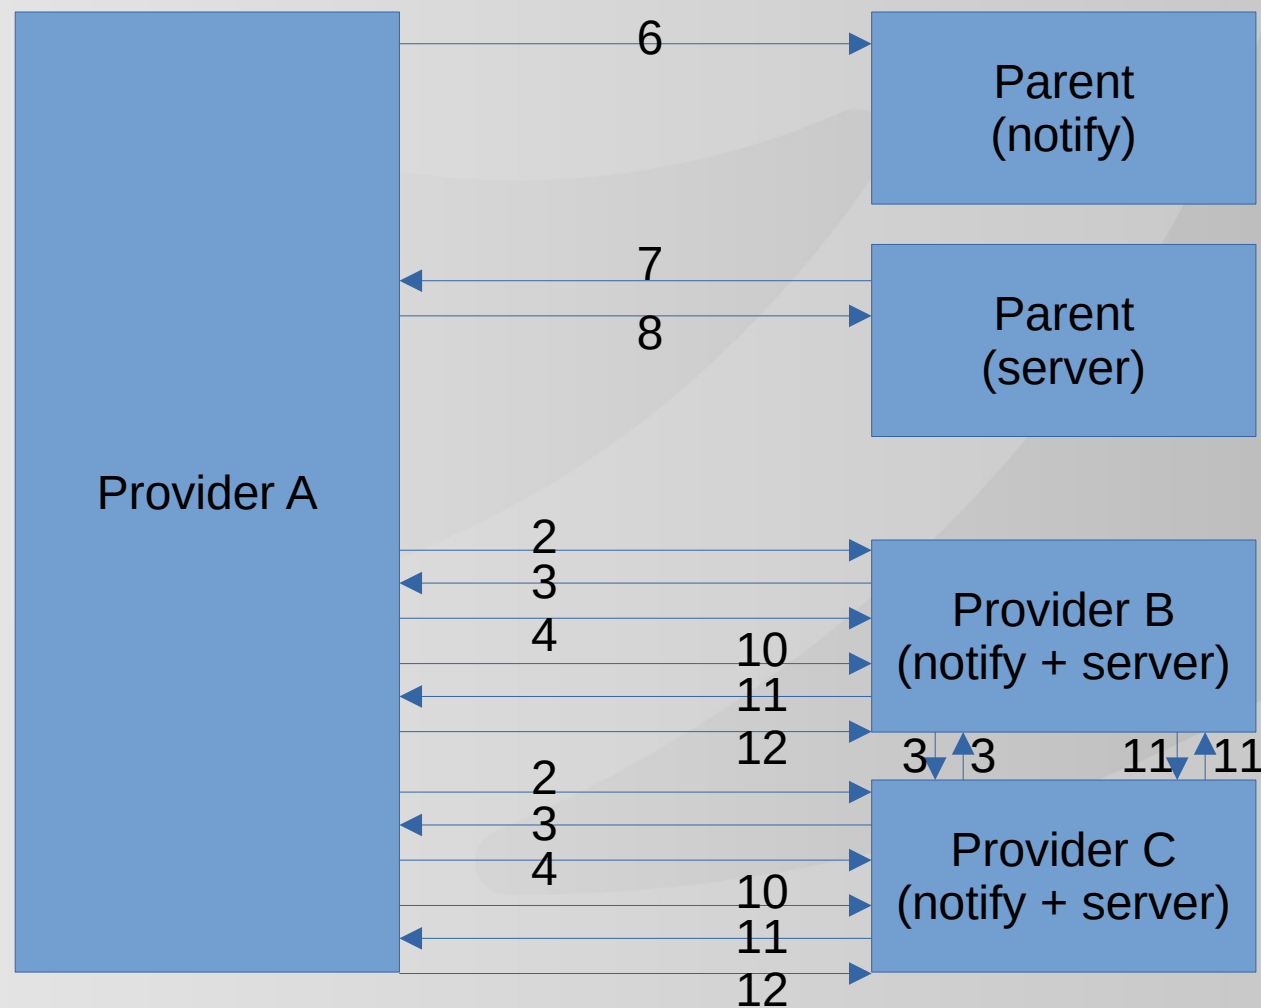 6
Parent
(notify)
7
8
Parent
(server)
Provider A
2
3
4
10
11
12
Provider B
(notify + server)
3 3 11 11
2
3
4
10
11
12
Provider C
(notify + server)